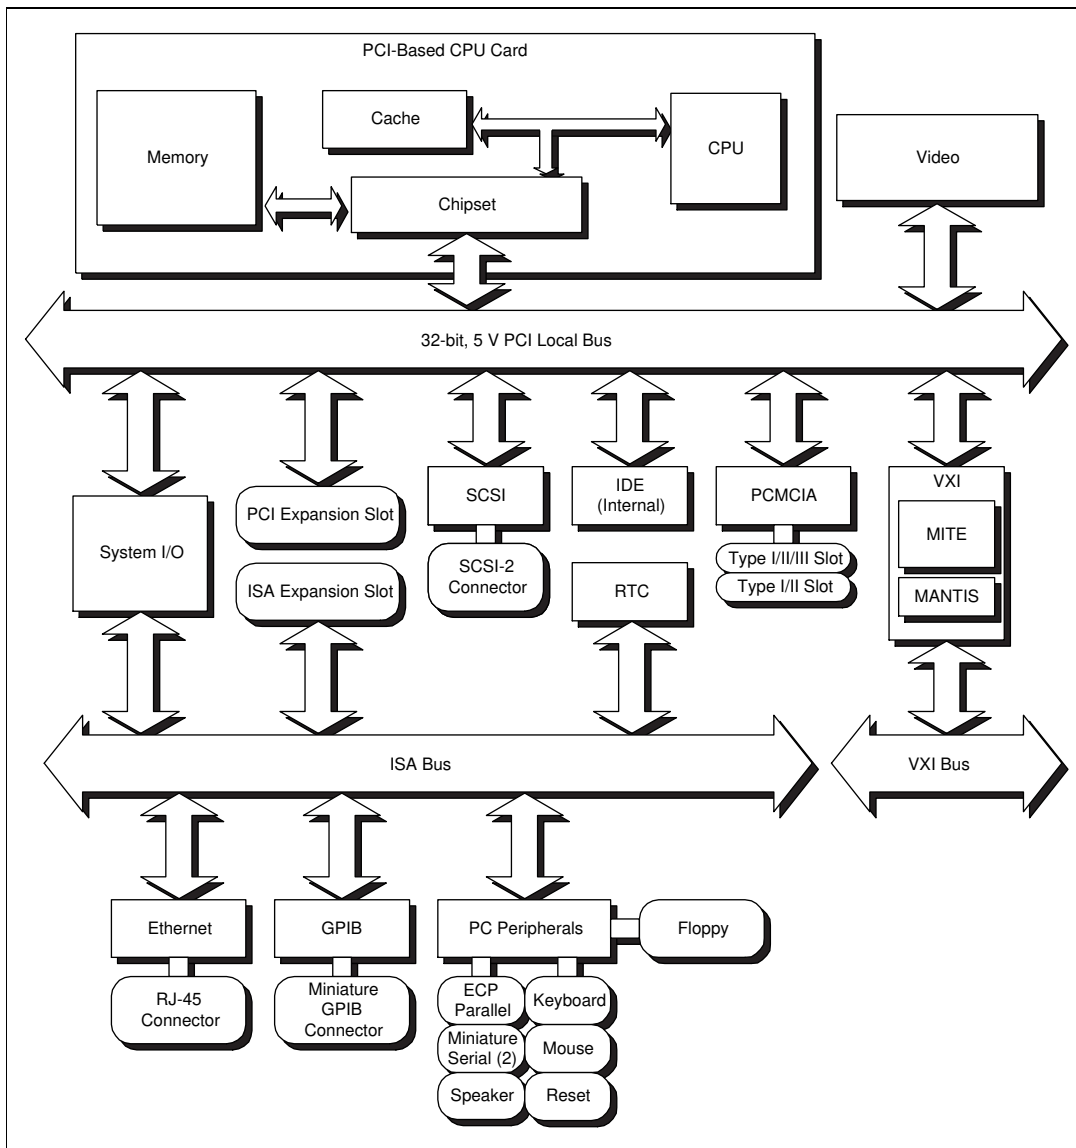 PCI-Based CPU Card
Cache
Memory
CPU
Video
Chipset
32-bit, 5 V PCI Local Bus
SCSI
IDE
(Internal)
PCMCIA
VXI
PCI Expansion Slot
MITE
System I/O
Type I/II/III Slot
SCSI-2
Connector
Type I/II Slot
ISA Expansion Slot
RTC
MANTIS
ISA Bus
VXI Bus
Ethernet
GPIB
PC Peripherals
Floppy
RJ-45
Connector
Miniature
GPIB
Connector
ECP
Parallel
Keyboard
Miniature
Serial (2)
Mouse
Speaker
Reset